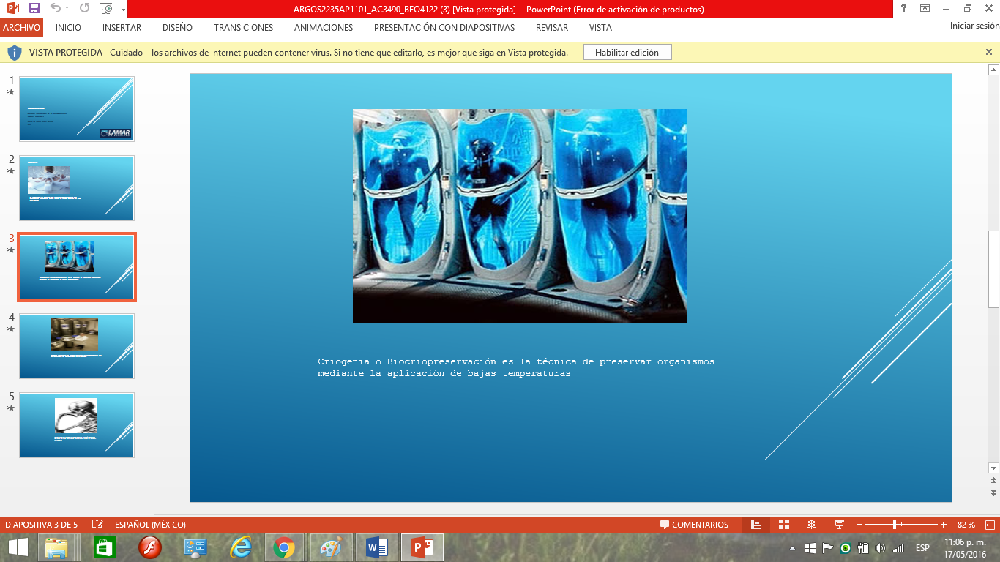 ARGOS2235AP1101_AC3490_BEO4122 (3) [Vista protegida] - PowerPoint (Error de activación de productos)
ARCHIVO INICIO INSERTAR DISEÑO TRANSICIONES ANIMACIONES PRESENTACIÓN CON DIAPOSITIVAS REVISAR VISTA Iniciar sesión
VISTA PROTEGIDA Cuidado—los archivos de Internet pueden contener virus. Si no tiene que editarlo, es mejor que siga en Vista protegida. Habilitar edición
1
LAMAR
2
3
4
5
Criogenia o Biocriopreservación es la técnica de preservar organismos
mediante la aplicación de bajas temperaturas
DIAPOSITIVA 3 DE 5 ESPAÑOL (MÉXICO) COMENTARIOS 82 %
ESP
11:06 p. m.
17/05/2016